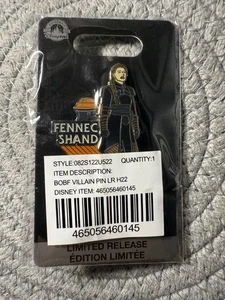 FENNEC
SHAND
STYLE:082S122U522 QUANTITY:1
ITEM DESCRIPTION:
BOBF VILLAIN PIN LR H22
DISNEY ITEM: 465056460145
465056460145
LIMITED RELEASE
ÉDITION LIMITÉE